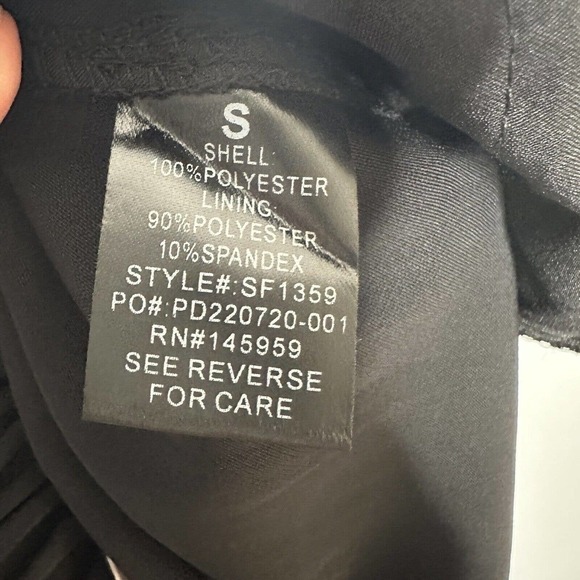 S
SHELL:
100%POLYESTER
LINING:
90%POLYESTER
10%SPANDEX
STYLE#:SF1359
PO#:PD220720-001
RN#145959
SEE REVERSE
FOR CARE